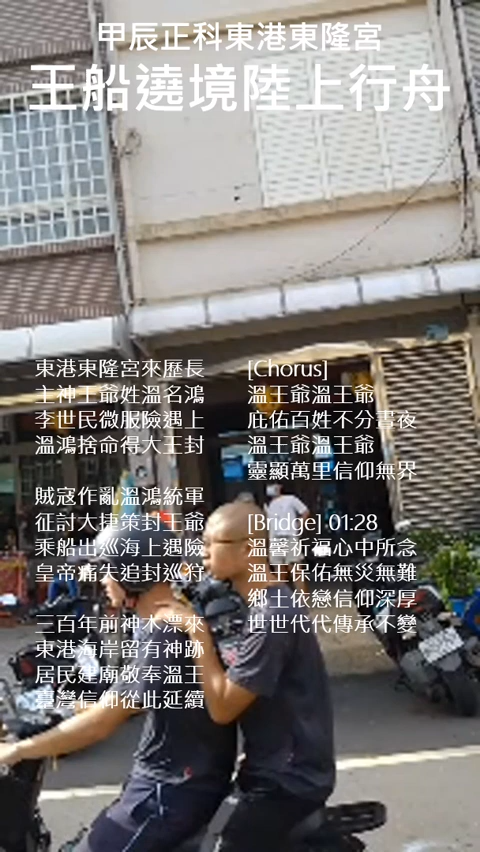 甲辰正科東港東隆宮
王船遶境陸上行舟
東港東隆宮來歷長
主神王爺姓溫名鴻
李世民微服險遇上
溫鴻捨命得大王封
賊寇作亂溫鴻統軍
征討大捷策封王爺
乘船出巡海上遇險
皇帝痛失追封巡狩
三百年前神木漂來
東港海岸留有神跡
居民建廟敬奉溫王
臺灣信仰從此延續
[Chorus]
溫王爺溫王爺
庇佑百姓不分晝夜
溫王爺溫王爺
靈顯萬里信仰無界
[Bridge] 01:28
溫馨祈福心中所念
溫王保佑無災無難
鄉土依戀信仰深厚
世世代代傳承不變